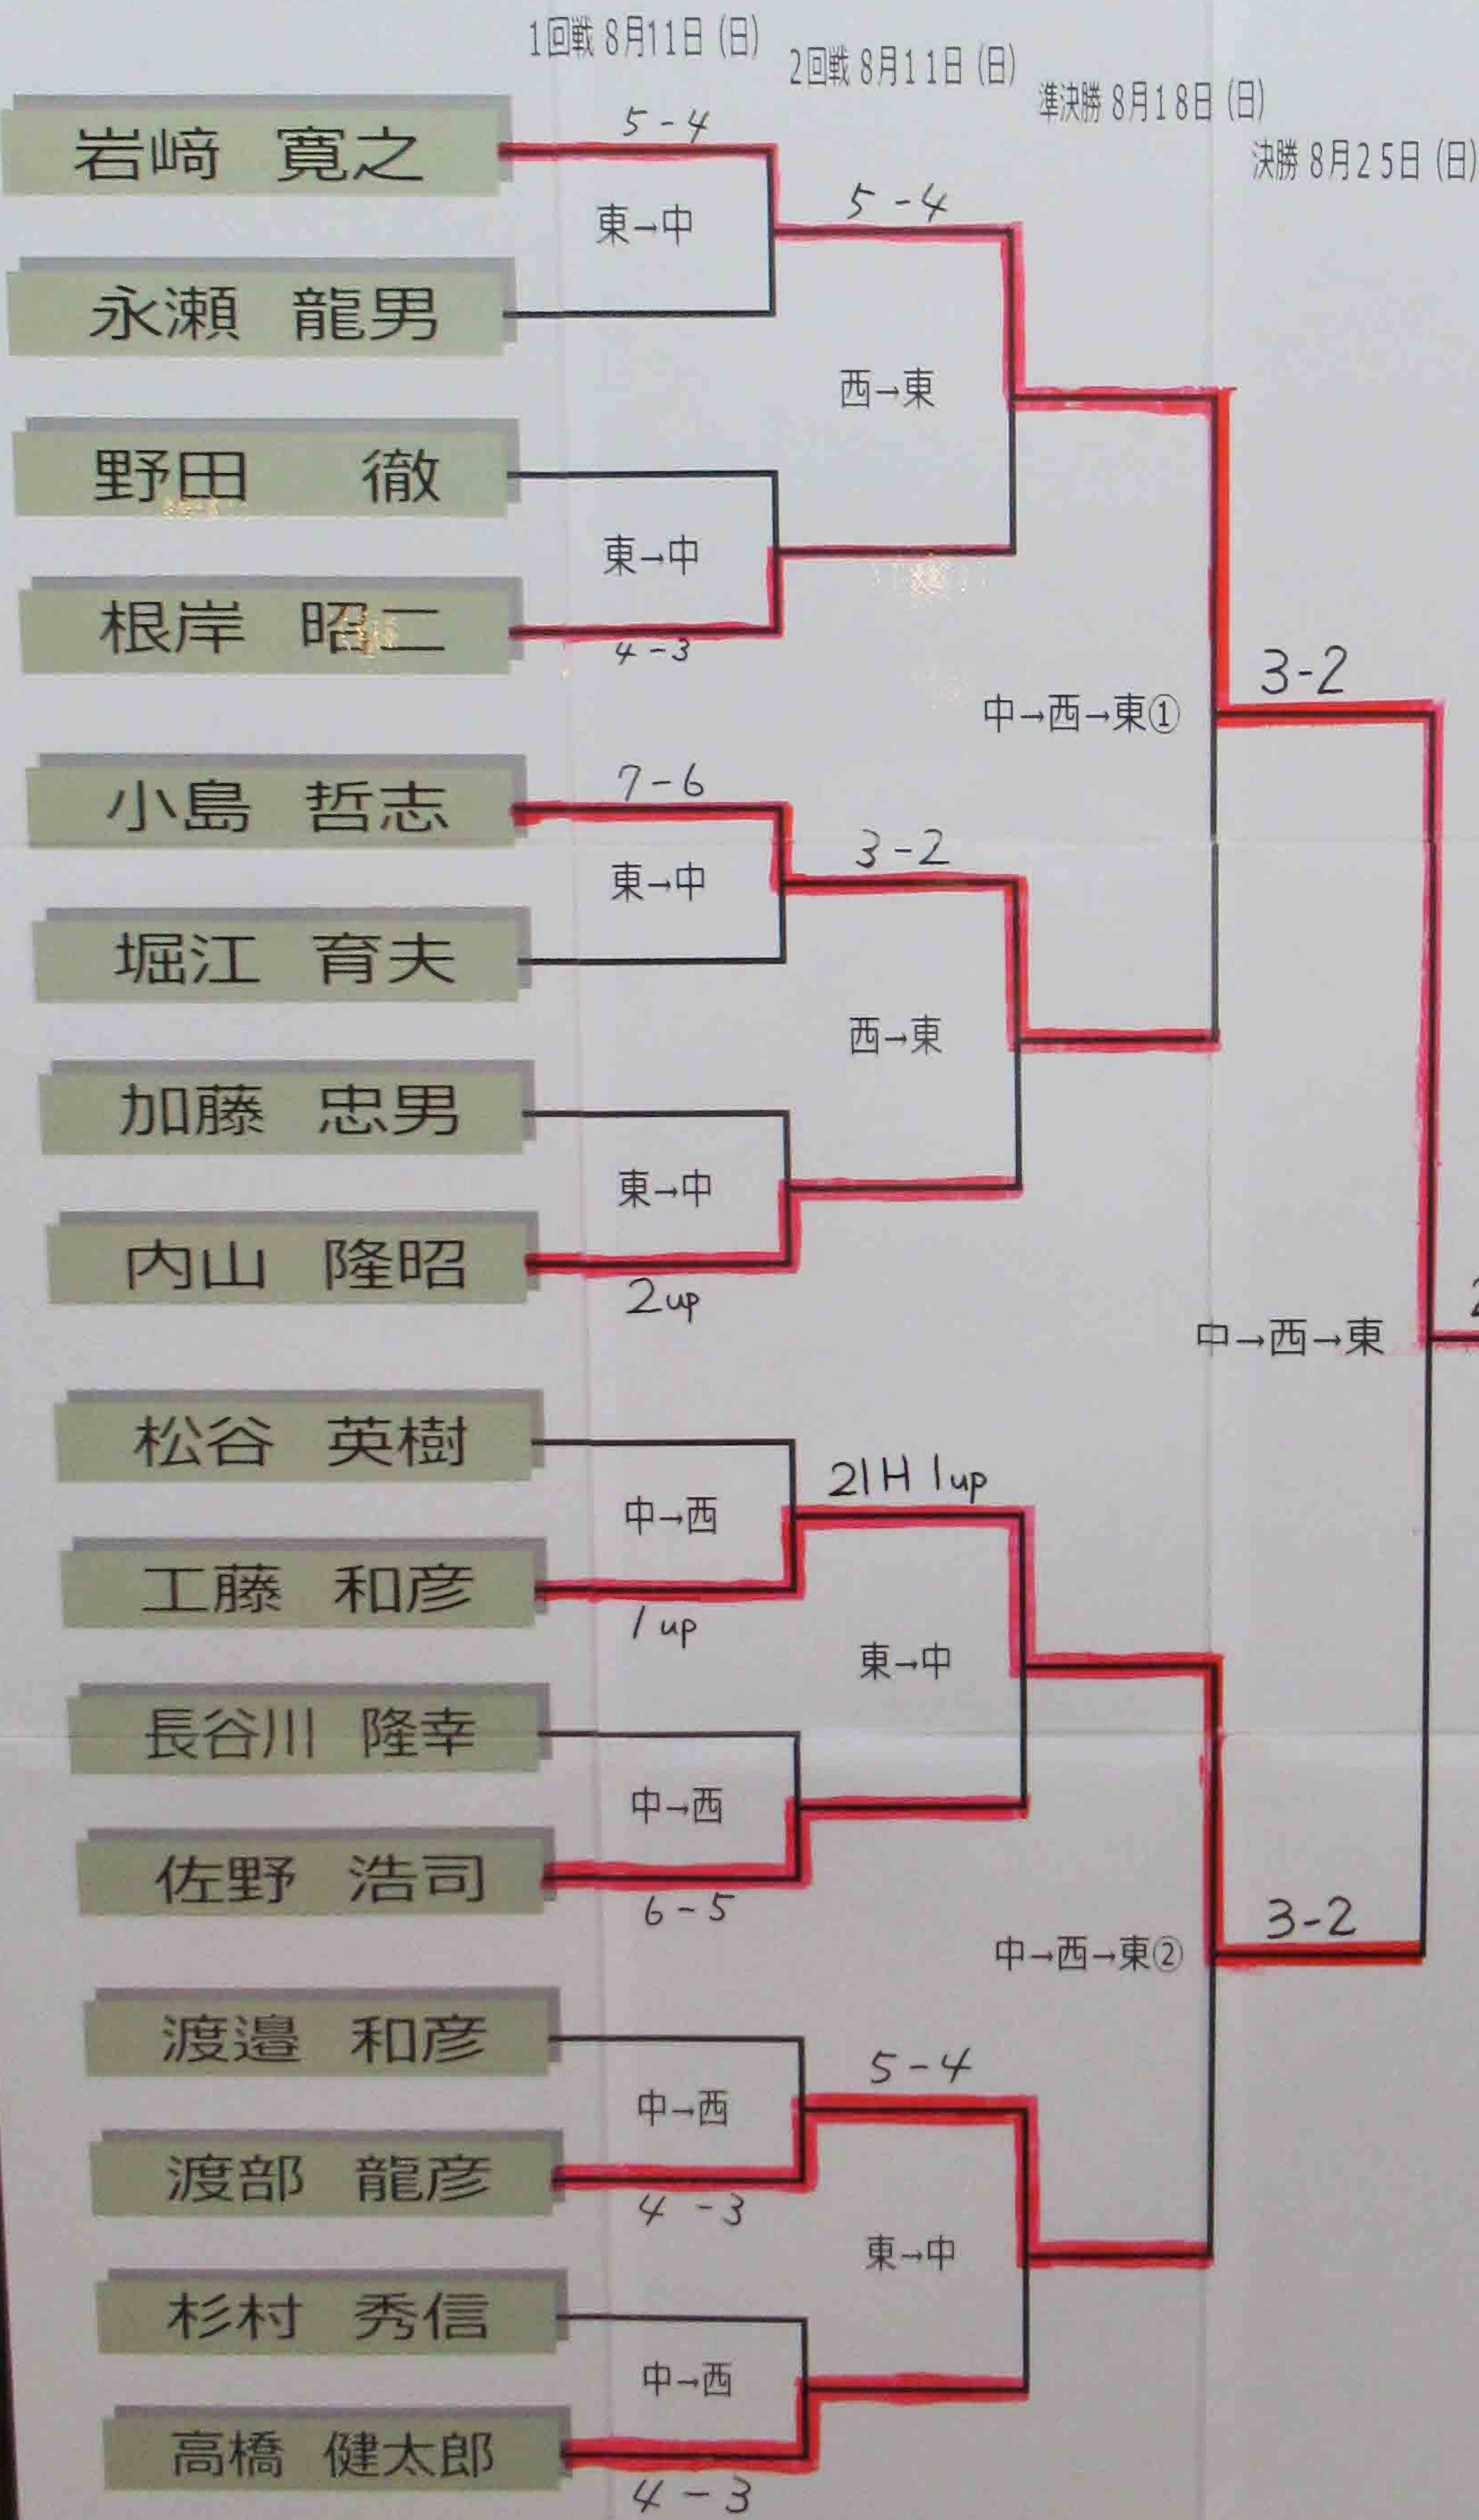 1回戦 8月11日 (日)
2回戦 8月11日 (日)
準決勝 8月18日 (日)
決勝 8月25日 (日)
5-4
岩﨑 寛之
5-4
東→中
永瀬 龍男
西→東
野田 徹
東→中
根岸 昭二
4-3
3-2
中→西→東①
7-6
小島 哲志
3-2
東→中
堀江 育夫
西→東
加藤 忠男
東→中
内山 隆昭
2up
中→西→東
松谷 英樹
21H 1up
中→西
工藤 和彦
1up
東→中
長谷川 隆幸
中→西
佐野 浩司
6-5
3-2
中→西→東②
渡邉 和彦
5-4
中→西
渡部 龍彦
4-3
東→中
杉村 秀信
中→西
高橋 健太郎
4-3